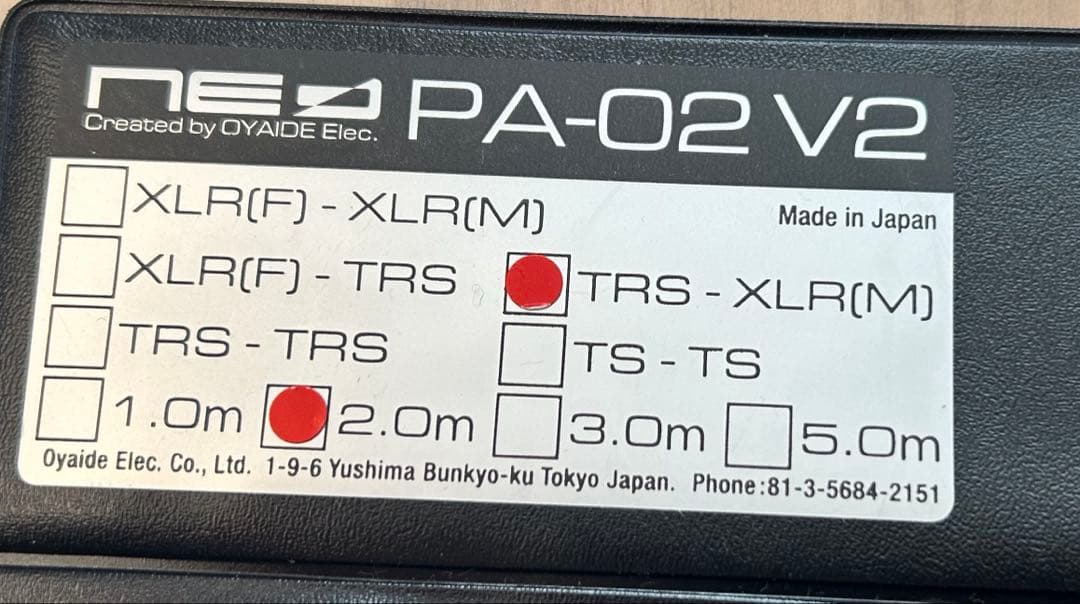 neo PA-02 V2
Created by OYAIDE Elec.
XLR(F) - XLR(M)
Made in Japan
XLR(F) - TRS
TRS - XLR(M)
TRS - TRS
TS - TS
1.0m 2.0m 3.0m 5.0m
Oyaide Elec. Co., Ltd. 1-9-6 Yushima Bunkyo-ku Tokyo Japan. Phone:81-3-5684-2151